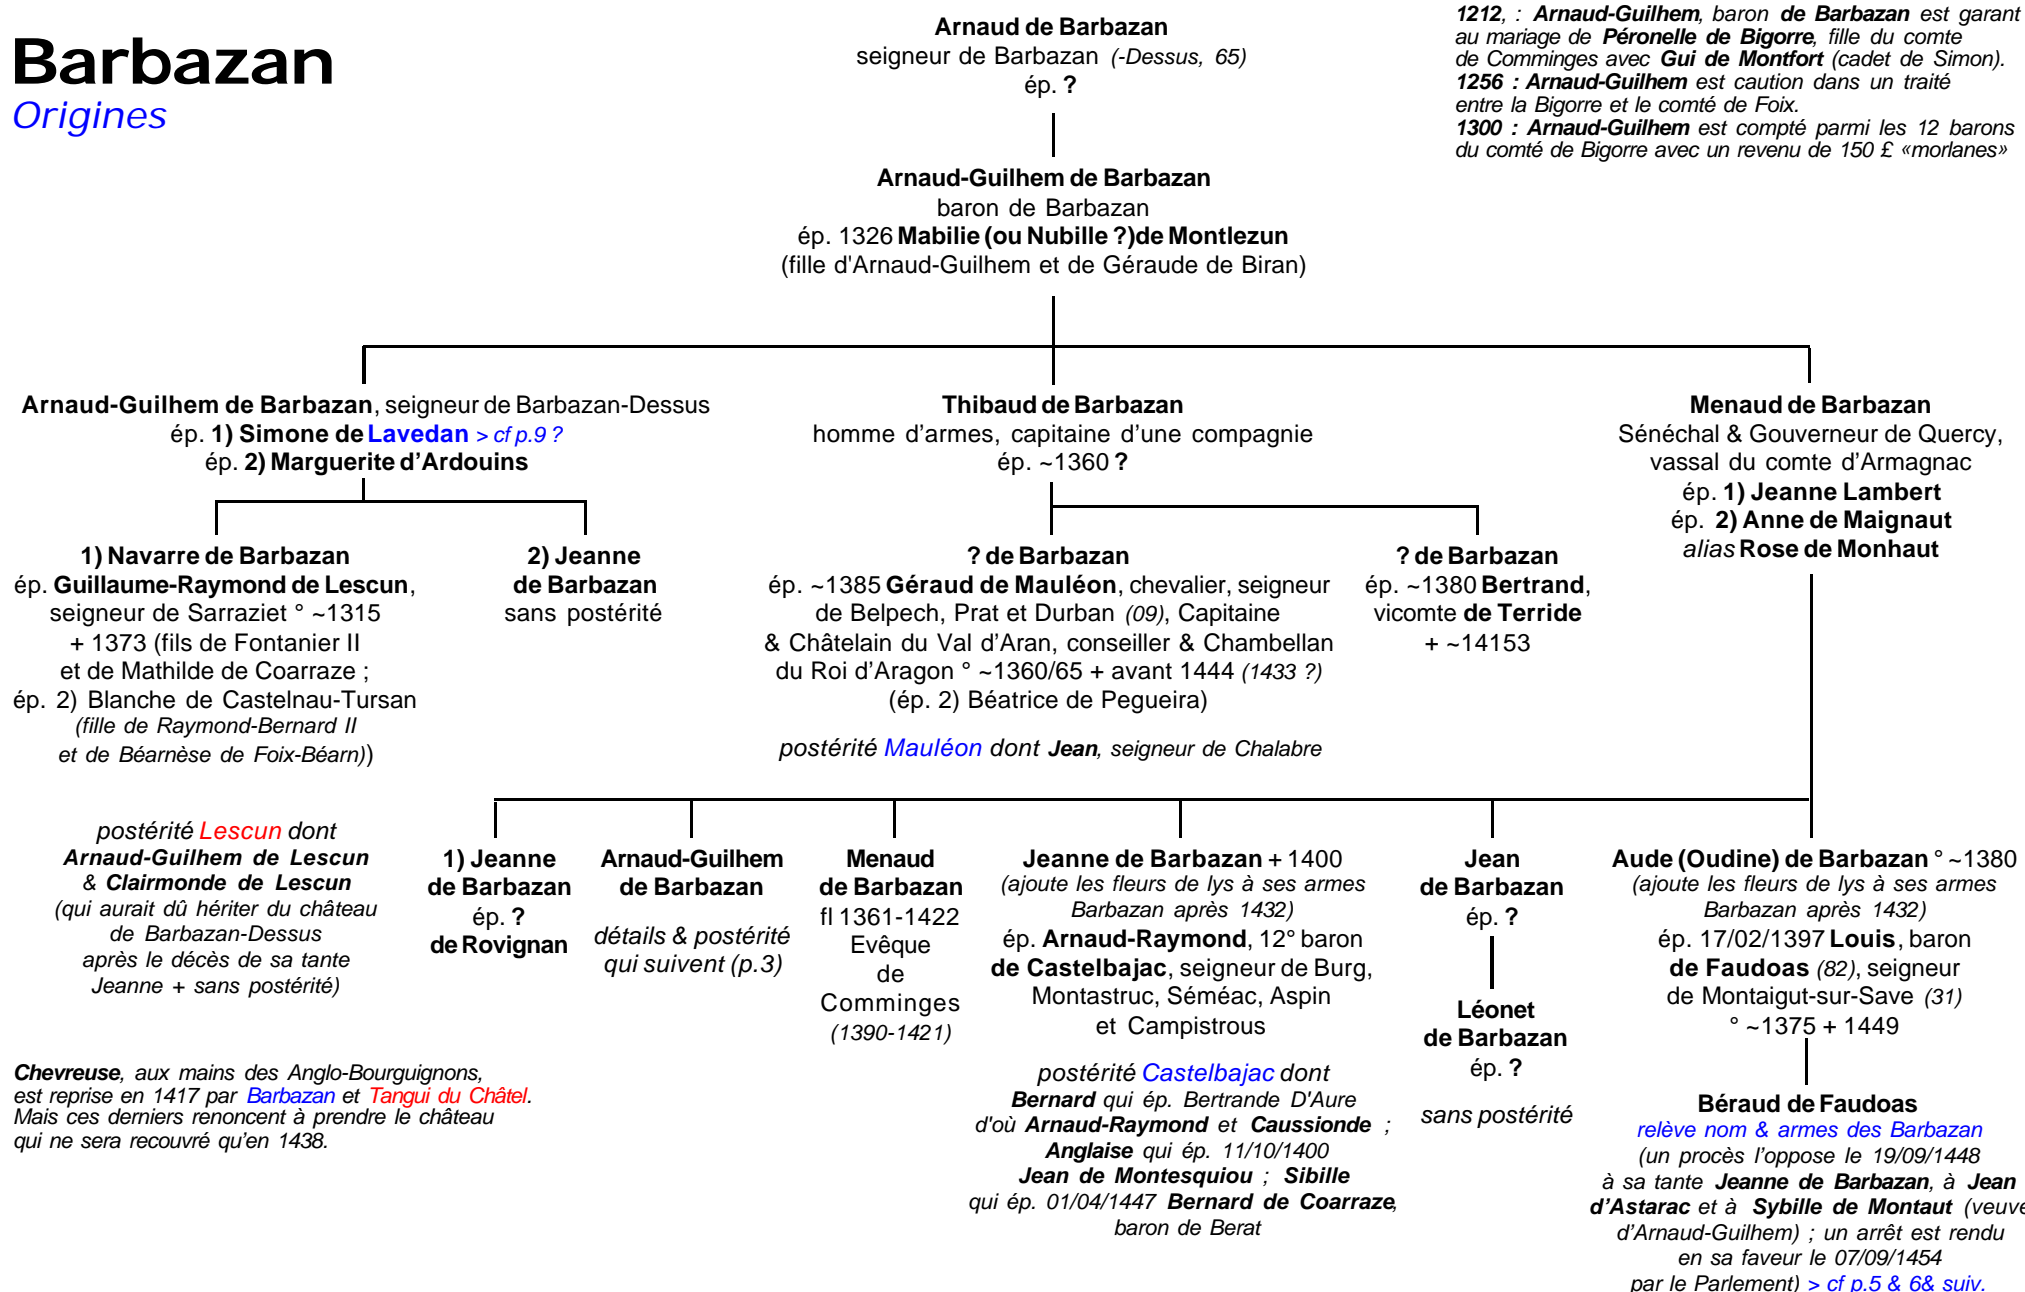 Barbazan
Origines
Arnaud de Barbazan
seigneur de Barbazan (-Dessus, 65)
ép. ?
1212, : Arnaud-Guilhem, baron de Barbazan est garant
au mariage de Péronelle de Bigorre, fille du comte
de Comminges avec Gui de Montfort (cadet de Simon).
1256 : Arnaud-Guilhem est caution dans un traité
entre la Bigorre et le comté de Foix.
1300 : Arnaud-Guilhem est compté parmi les 12 barons
du comté de Bigorre avec un revenu de 150 £ «morlanes»
Arnaud-Guilhem de Barbazan
baron de Barbazan
ép. 1326 Mabilie (ou Nubille ?)de Montlezun
(fille d'Arnaud-Guilhem et de Géraude de Biran)
Arnaud-Guilhem de Barbazan, seigneur de Barbazan-Dessus
ép. 1) Simone de Lavedan > cf p.9 ?
ép. 2) Marguerite d'Ardouins
Thibaud de Barbazan
homme d'armes, capitaine d'une compagnie
ép. ~1360 ?
Menaud de Barbazan
Sénéchal & Gouverneur de Quercy,
vassal du comte d'Armagnac
ép. 1) Jeanne Lambert
ép. 2) Anne de Maignaut
alias Rose de Monhaut
1) Navarre de Barbazan
ép. Guillaume-Raymond de Lescun,
seigneur de Sarraziet ° ~1315
+ 1373 (fils de Fontanier II
et de Mathilde de Coarraze ;
ép. 2) Blanche de Castelnau-Tursan
(fille de Raymond-Bernard II
et de Béarnèse de Foix-Béarn))
2) Jeanne
de Barbazan
sans postérité
? de Barbazan
ép. ~1385 Géraud de Mauléon, chevalier, seigneur
de Belpech, Prat et Durban (09), Capitaine
& Châtelain du Val d'Aran, conseiller & Chambellan
du Roi d'Aragon ° ~1360/65 + avant 1444 (1433 ?)
(ép. 2) Béatrice de Pegueira)
postérité Mauléon dont Jean, seigneur de Chalabre
? de Barbazan
ép. ~1380 Bertrand,
vicomte de Terride
+ ~14153
postérité Lescun dont
Arnaud-Guilhem de Lescun
& Clairmonde de Lescun
(qui aurait dû hériter du château
de Barbazan-Dessus
après le décès de sa tante
Jeanne + sans postérité)
1) Jeanne
de Barbazan
ép. ?
de Rovignan
Arnaud-Guilhem
de Barbazan
détails & postérité
qui suivent (p.3)
Menaud
de Barbazan
fl 1361-1422
Evêque
de
Comminges
(1390-1421)
Jeanne de Barbazan + 1400
(ajoute les fleurs de lys à ses armes
Barbazan après 1432)
ép. Arnaud-Raymond, 12° baron
de Castelbajac, seigneur de Burg,
Montastruc, Séméac, Aspin
et Campistrous
postérité Castelbajac dont
Bernard qui ép. Bertrande D'Aure
d'où Arnaud-Raymond et Caussionde ;
Anglaise qui ép. 11/10/1400
Jean de Montesquiou ; Sibille
qui ép. 01/04/1447 Bernard de Coarraze,
baron de Berat
Jean
de Barbazan
ép. ?
Léonet
de Barbazan
ép. ?
sans postérité
Aude (Oudine) de Barbazan ° ~1380
(ajoute les fleurs de lys à ses armes
Barbazan après 1432)
ép. 17/02/1397 Louis, baron
de Faudoas (82), seigneur
de Montaigut-sur-Save (31)
° ~1375 + 1449
Béraud de Faudoas
relève nom & armes des Barbazan
(un procès l'oppose le 19/09/1448
à sa tante Jeanne de Barbazan, à Jean
d'Astarac et à Sybille de Montaut (veuve
d'Arnaud-Guilhem) ; un arrêt est rendu
en sa faveur le 07/09/1454
par le Parlement) > cf p.5 & 6& suiv.
Chevreuse, aux mains des Anglo-Bourguignons,
est reprise en 1417 par Barbazan et Tangui du Châtel.
Mais ces derniers renoncent à prendre le château
qui ne sera recouvré qu'en 1438.